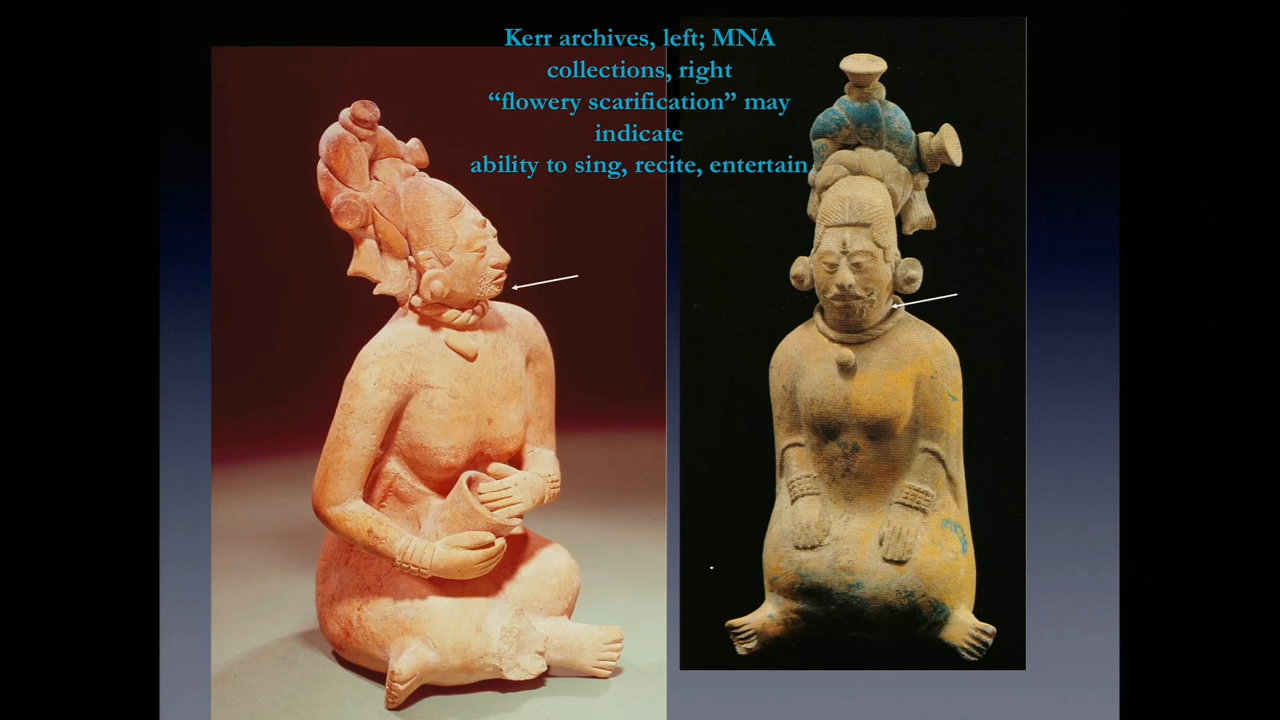 Kerr archives, left; MNA
collections, right
“flowery scarification” may
indicate
ability to sing, recite, entertain